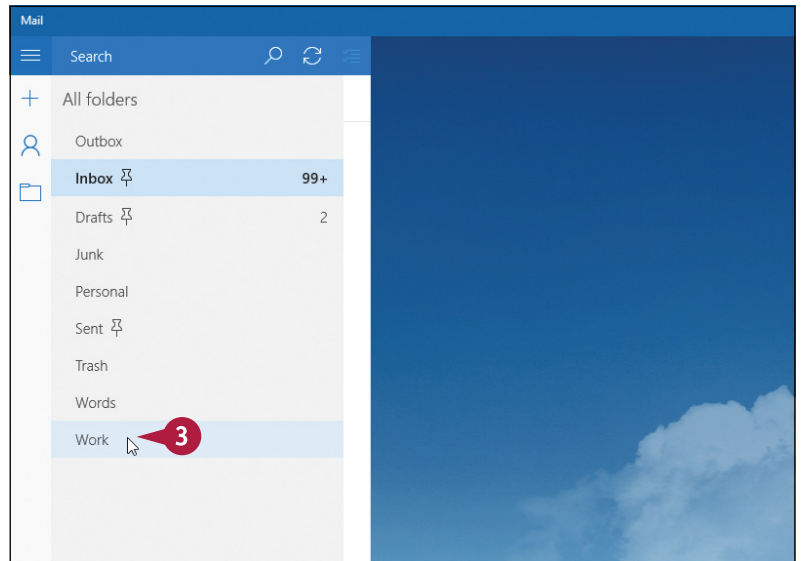 Mail
Search
All folders
Outbox
Inbox 99+
Drafts 2
Junk
Personal
Sent
Trash
Words
Work 3